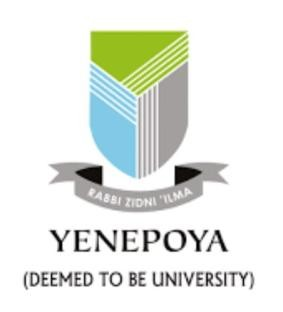 RABBI ZIDNI 'ILMA
YENEPOYA
(DEEMED TO BE UNIVERSITY)